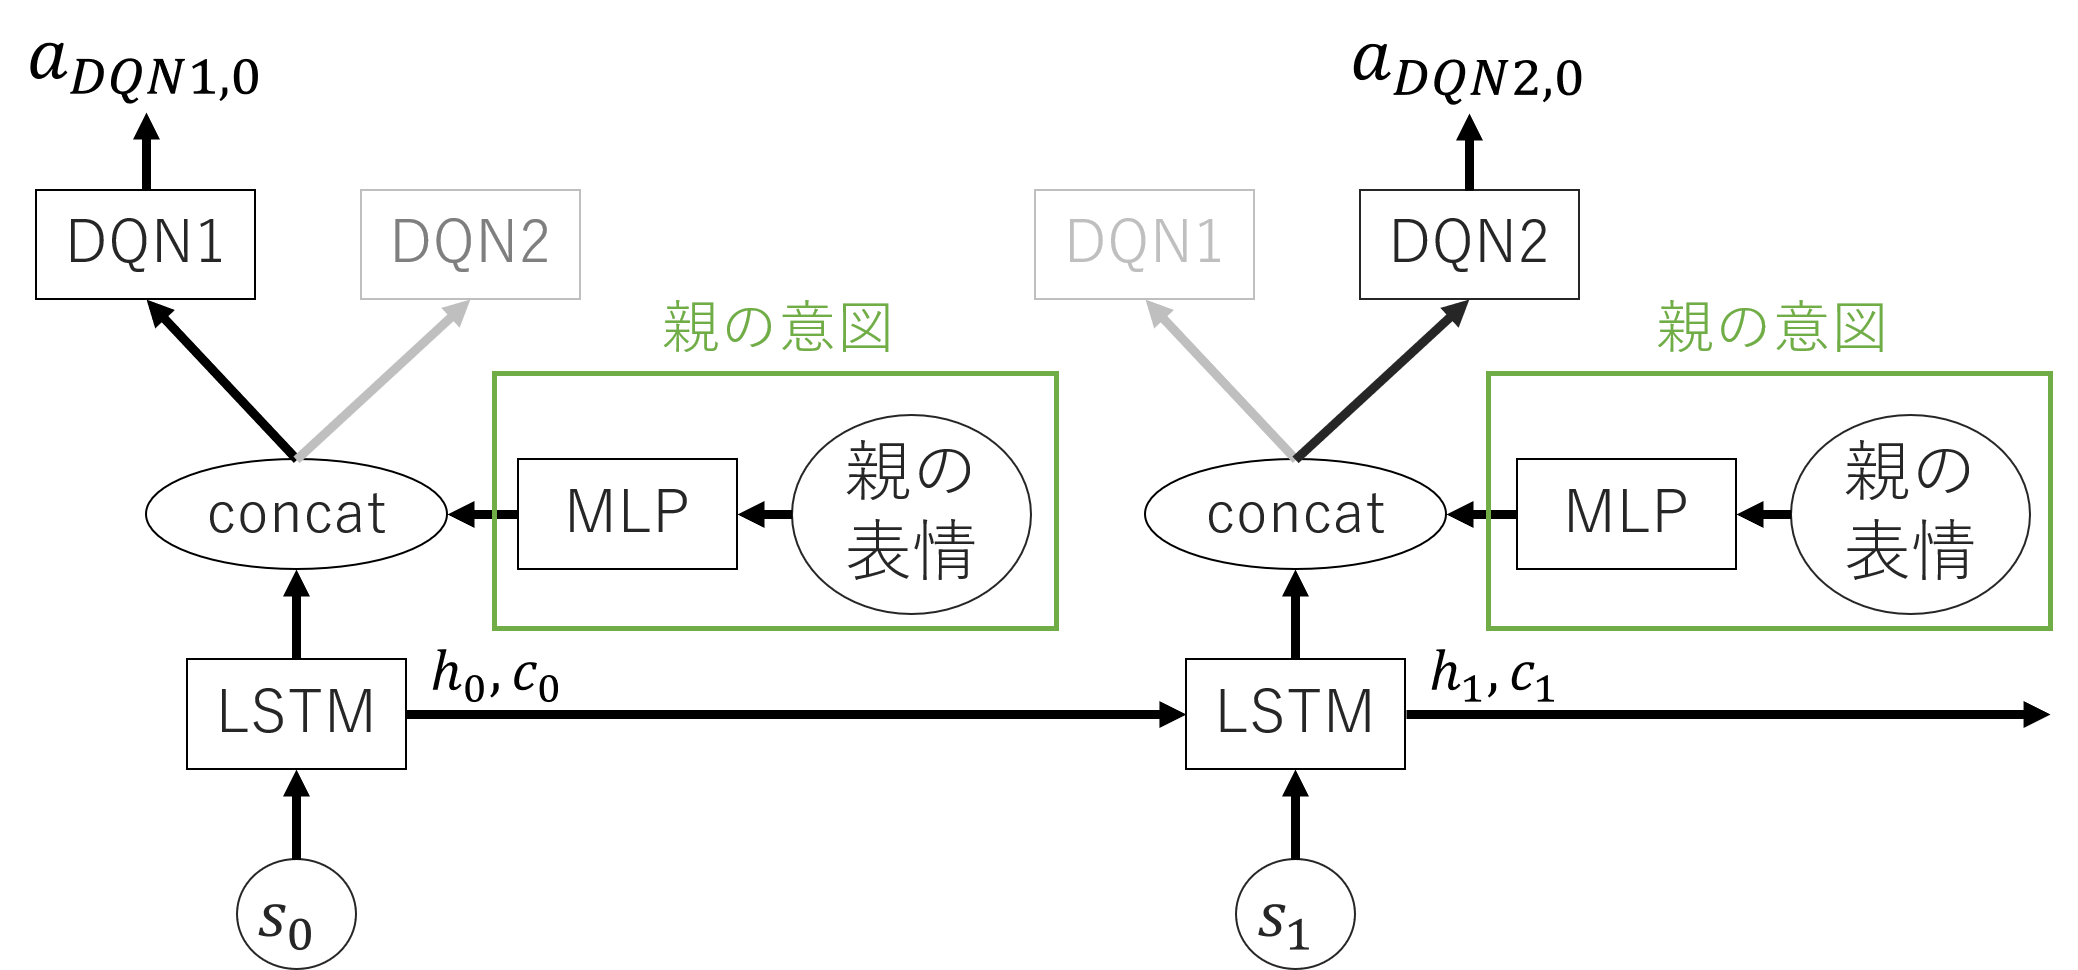 a_{DQN1,0}
a_{DQN2,0}
DQN1
DQN2
DQN1
DQN2
親の意図
親の意図
concat
MLP
親の
表情
concat
MLP
親の
表情
h_0, c_0
h_1, c_1
LSTM
LSTM
s_0
s_1